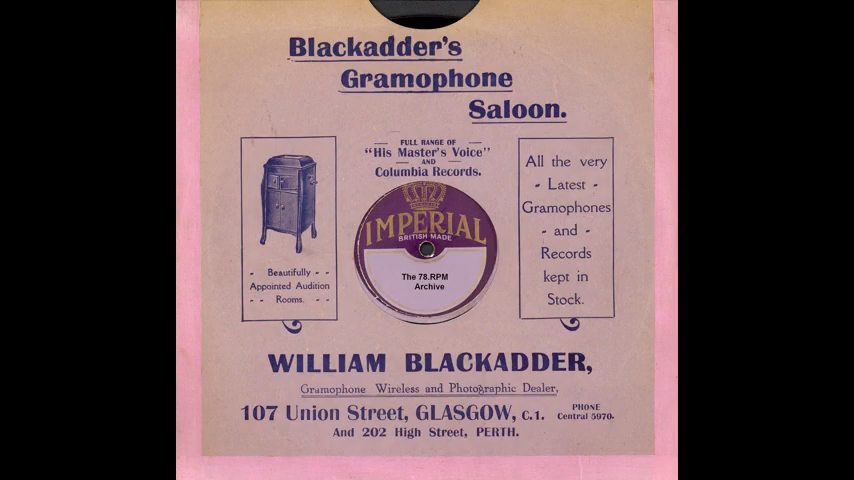 Blackadder's
Gramophone
Saloon.
FULL RANGE OF
"His Master's Voice"
AND
Columbia Records.
IMPERIAL
BRITISH MADE
The 78.RPM
Archive
- Beautifully - -
Appointed Audition
- - Rooms. - -
All the very
- Latest -
Gramophones
- and -
Records
kept in
Stock.
WILLIAM BLACKADDER,
Gramophone Wireless and Photographic Dealer,
107 Union Street, GLASGOW, C.1.
PHONE
Central 5970.
And 202 High Street, PERTH.